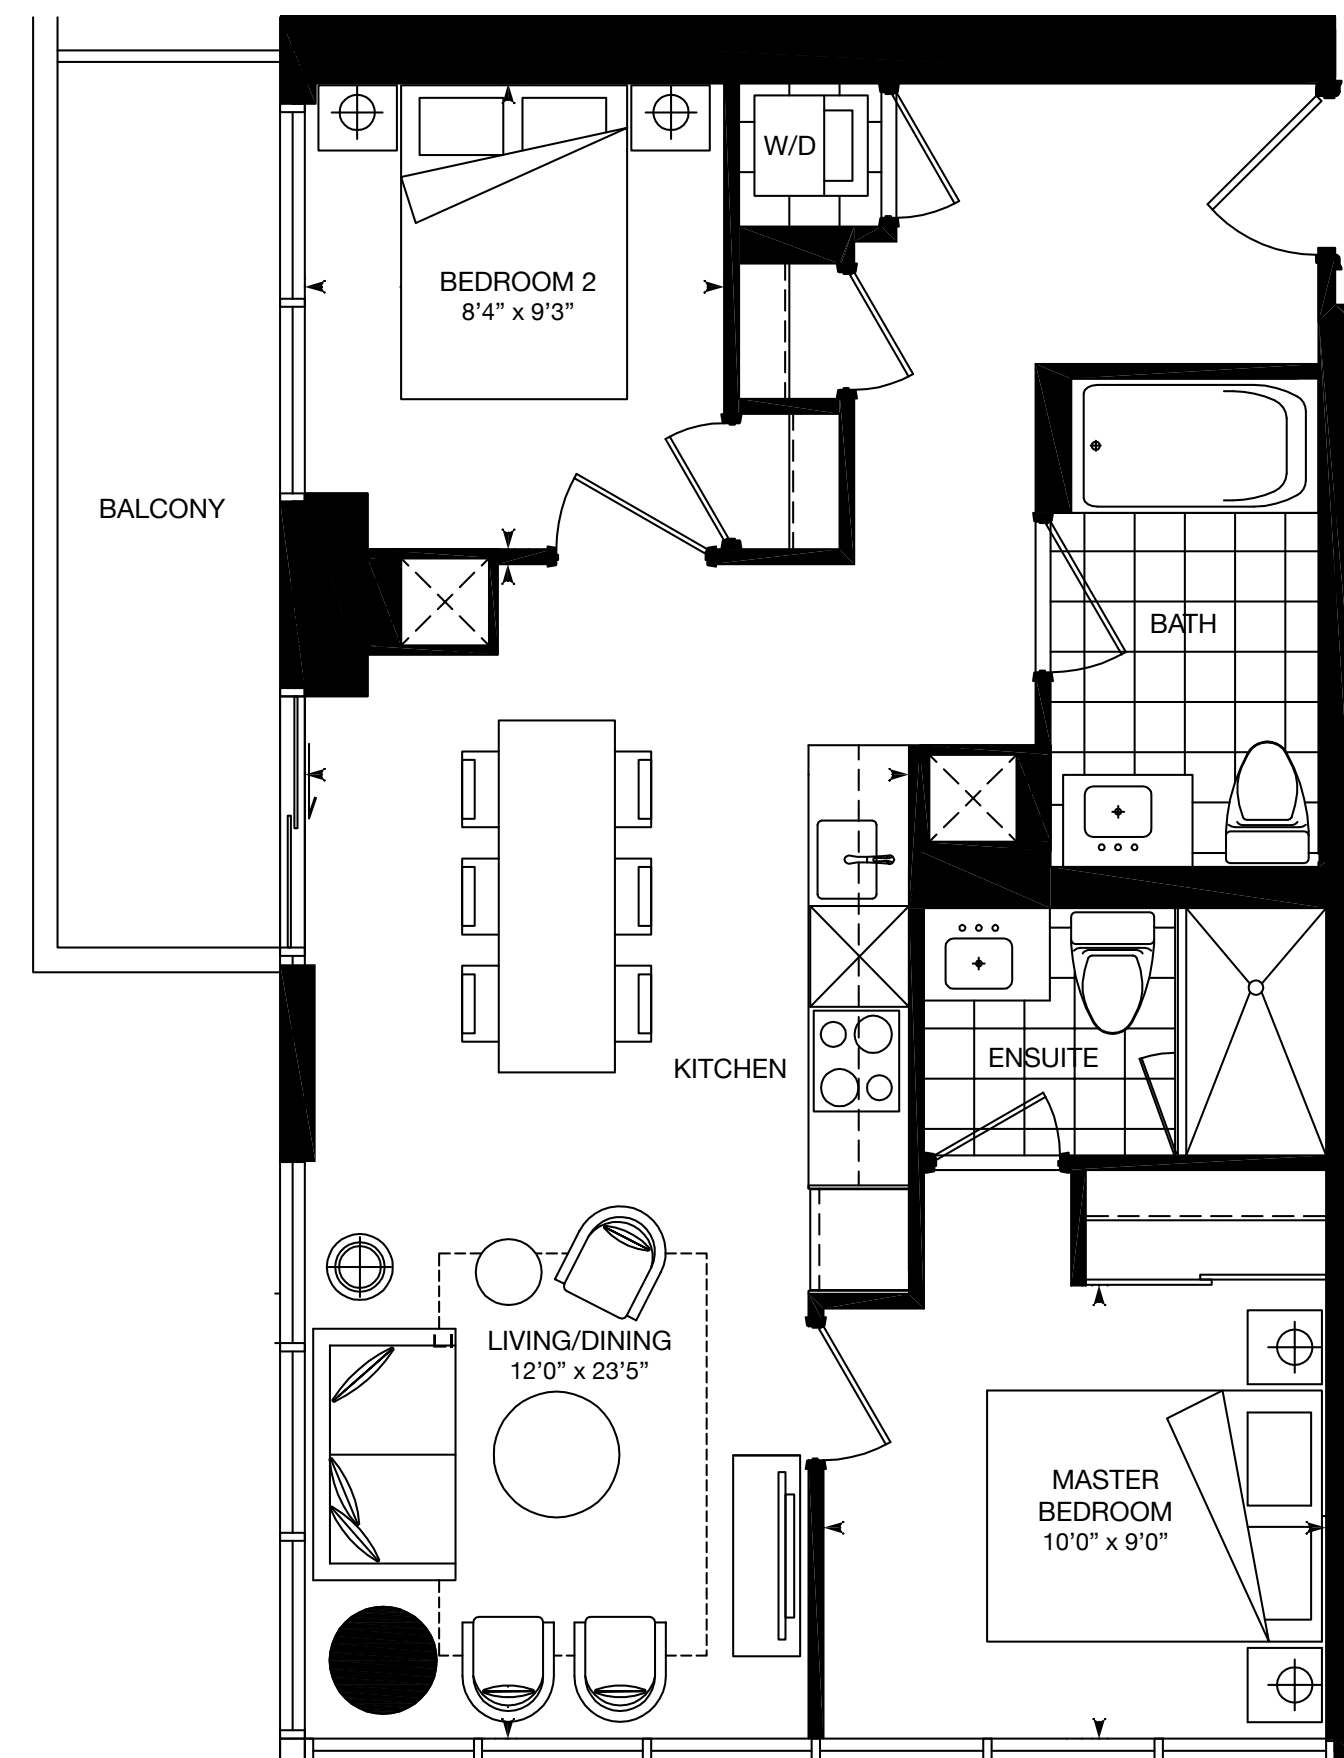 W/D
BEDROOM 2
8’4” x 9’3”
BALCONY
BATH
KITCHEN
ENSUITE
LIVING/DINING
12’0” x 23’5”
MASTER
BEDROOM
10’0” x 9’0”